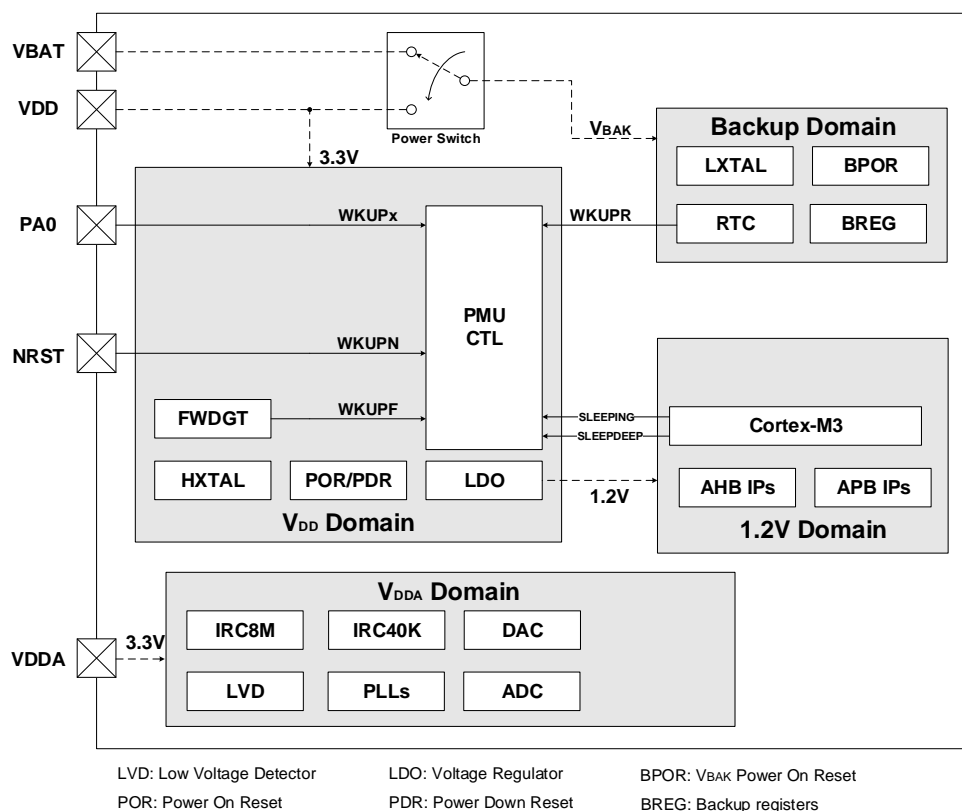 VBAT
VDD
Power Switch
3.3V
VBAK
Backup Domain
LXTAL BPOR
RTC BREG
PA0
WKUPx
WKUPR
PMU
CTL
NRST
WKUPN
FWDGT
WKUPF
SLEEPING
SLEEPDEEP
Cortex-M3
HXTAL POR/PDR LDO
1.2V
AHB IPs APB IPs
VDD Domain
1.2V Domain
VDDA Domain
VDDA
3.3V
IRC8M IRC40K DAC
LVD PLLs ADC
LVD: Low Voltage Detector LDO: Voltage Regulator BPOR: VBAK Power On Reset
POR: Power On Reset PDR: Power Down Reset BREG: Backup registers